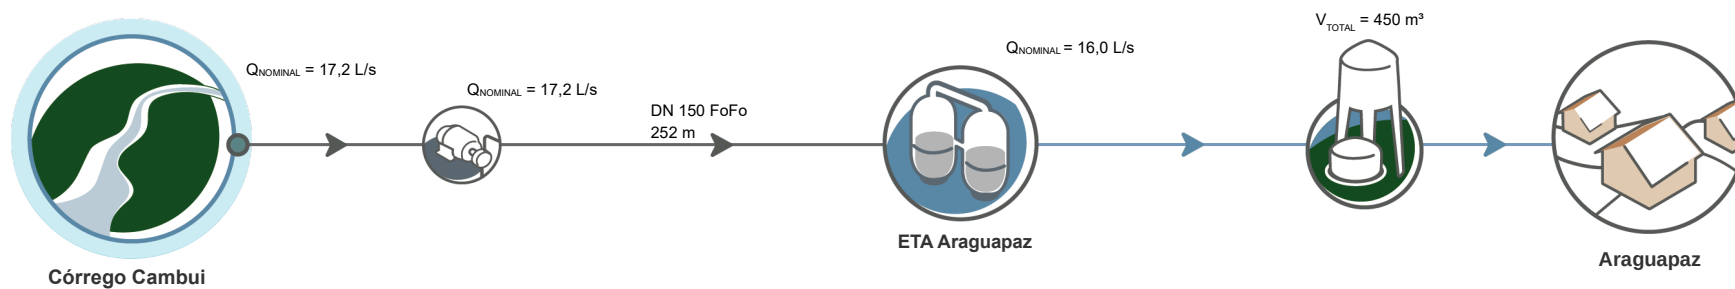 V_TOTAL = 450 m³
Q_NOMINAL = 16,0 L/s
Q_NOMINAL = 17,2 L/s
Q_NOMINAL = 17,2 L/s
DN 150 FoFo
252 m
ETA Araguapaz
Araguapaz
Córrego Cambui